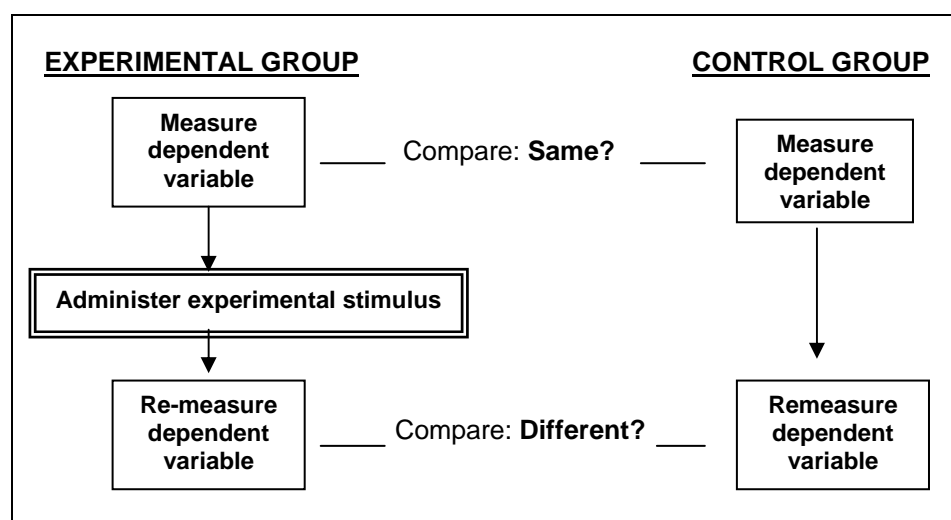 EXPERIMENTAL GROUP
CONTROL GROUP
Measure
dependent
variable
Compare: Same?
Measure
dependent
variable
Administer experimental stimulus
Re-measure
dependent
variable
Compare: Different?
Remeasure
dependent
variable